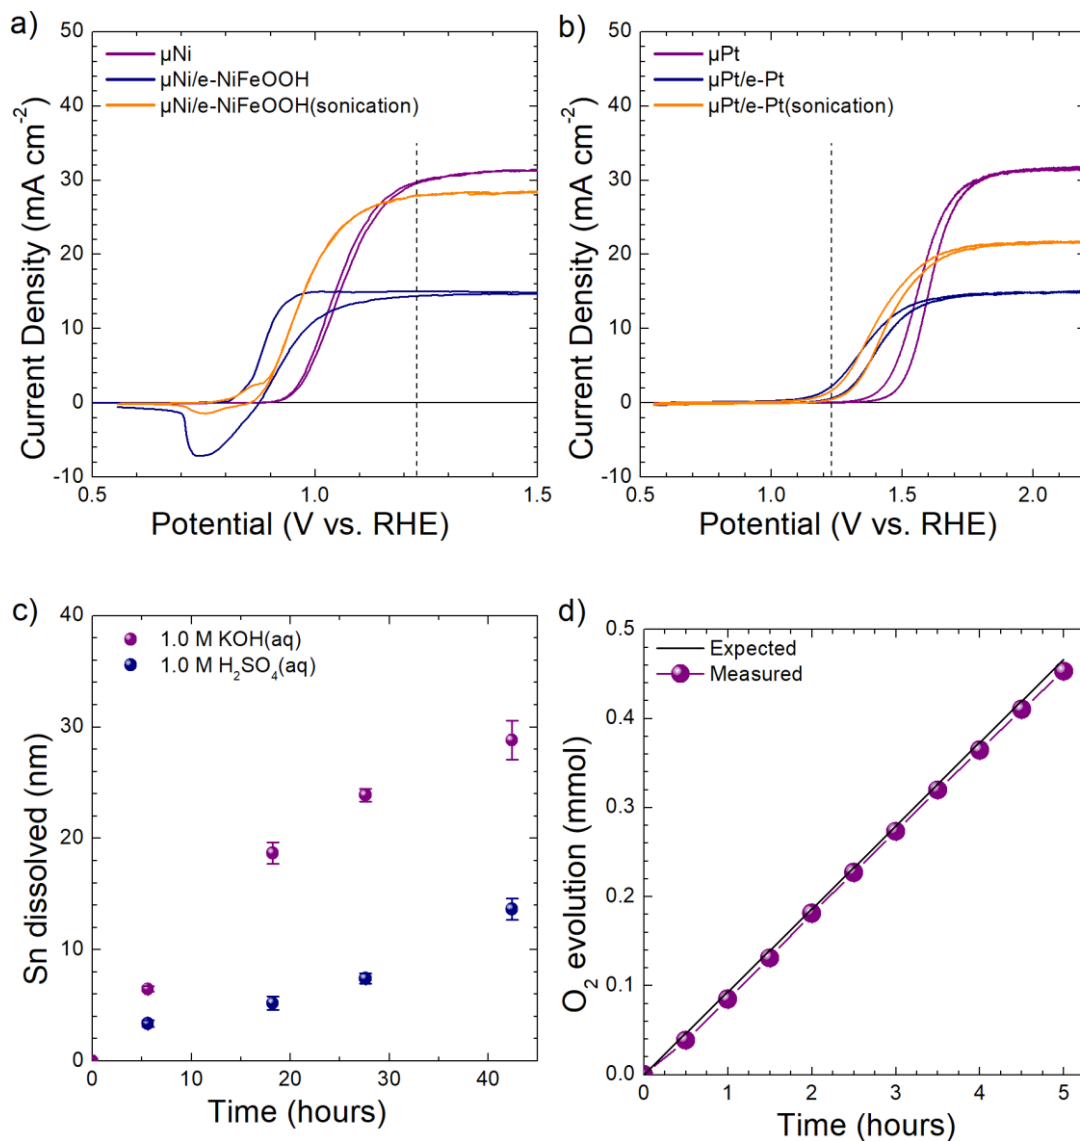 a)
50
40
30
20
10
0
-10
Current Density (mA cm⁻²)
µNi
µNi/e-NiFeOOH
µNi/e-NiFeOOH(sonication)
0.5 1.0 1.5
Potential (V vs. RHE)
b)
50
40
30
20
10
0
-10
Current Density (mA cm⁻²)
µPt
µPt/e-Pt
µPt/e-Pt(sonication)
0.5 1.0 1.5 2.0
Potential (V vs. RHE)
c)
40
30
20
10
0
Sn dissolved (nm)
1.0 M KOH(aq)
1.0 M H₂SO₄(aq)
0 10 20 30 40
Time (hours)
d)
0.5
0.4
0.3
0.2
0.1
0.0
O₂ evolution (mmol)
Expected
Measured
0 1 2 3 4 5
Time (hours)